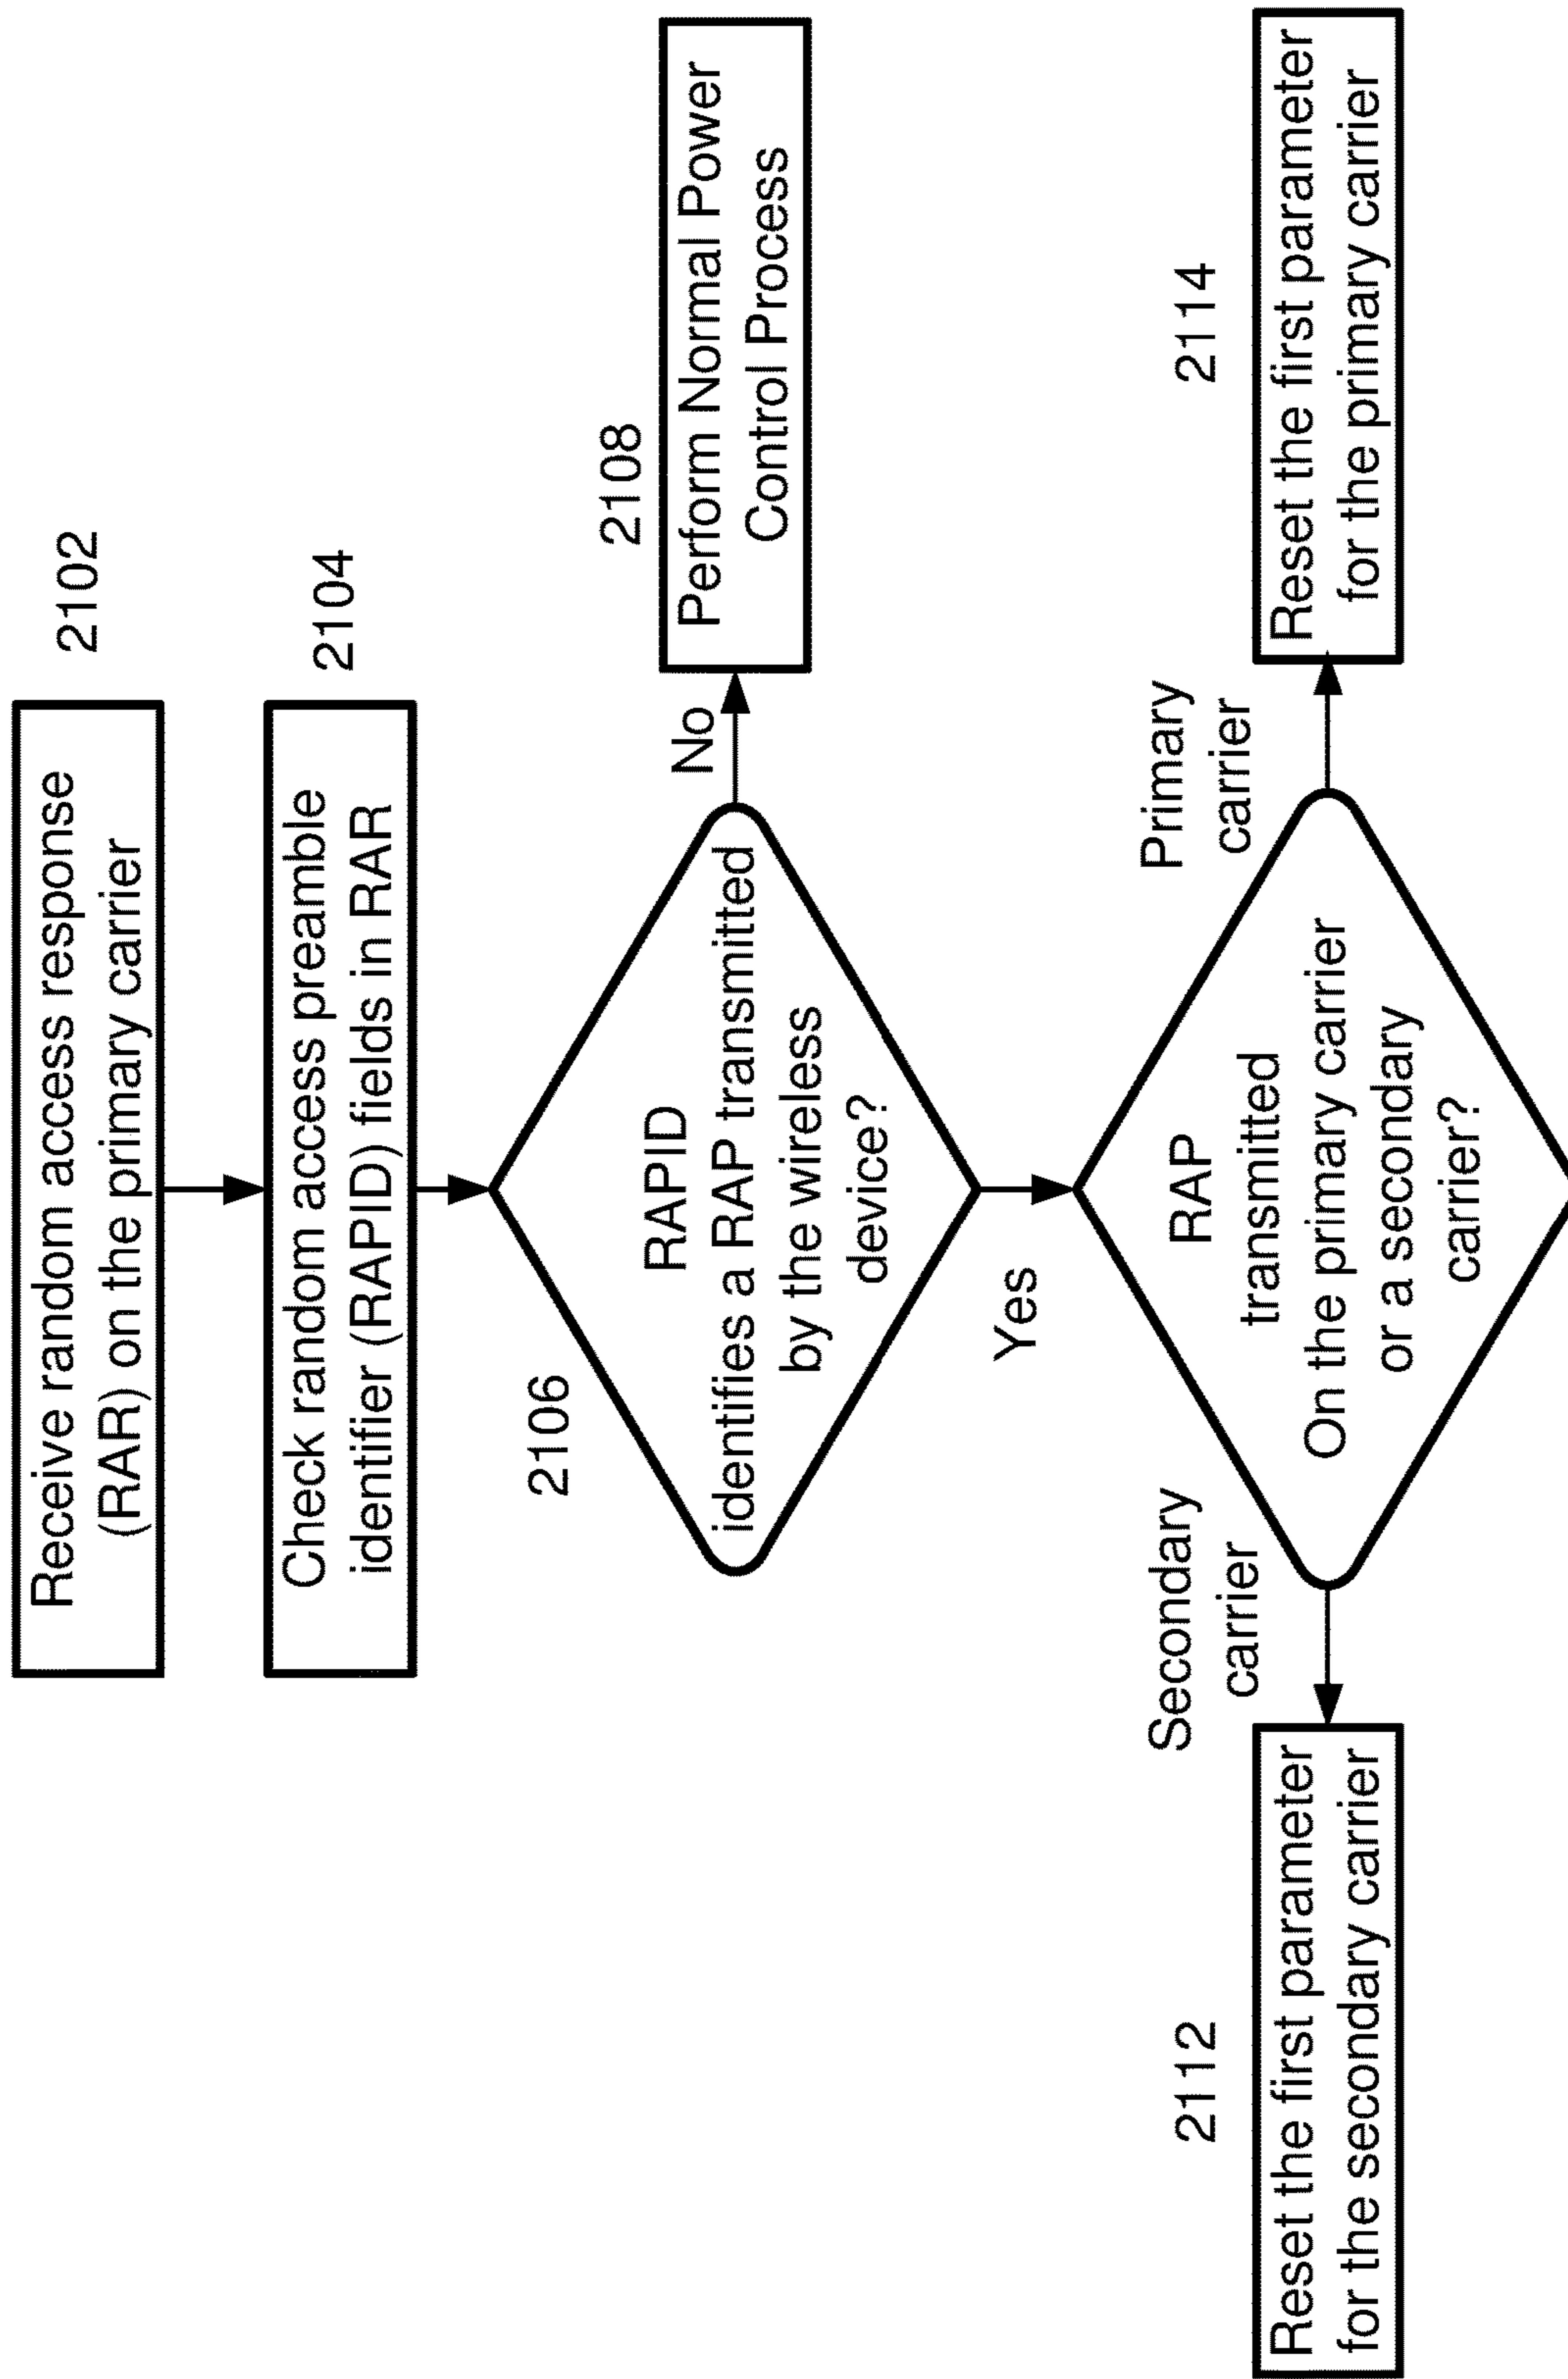 Receive random access response
(RAR) on the primary carrier
2102
Check random access preamble
identifier (RAPID) fields in RAR
2104
2106
RAPID
identifies a RAP transmitted
by the wireless
device?
No
2108
Perform Normal Power
Control Process
Yes
RAP
transmitted
On the primary carrier
or a secondary
carrier?
Secondary
carrier
2112
Reset the first parameter
for the secondary carrier
Primary
carrier
2114
Reset the first parameter
for the primary carrier